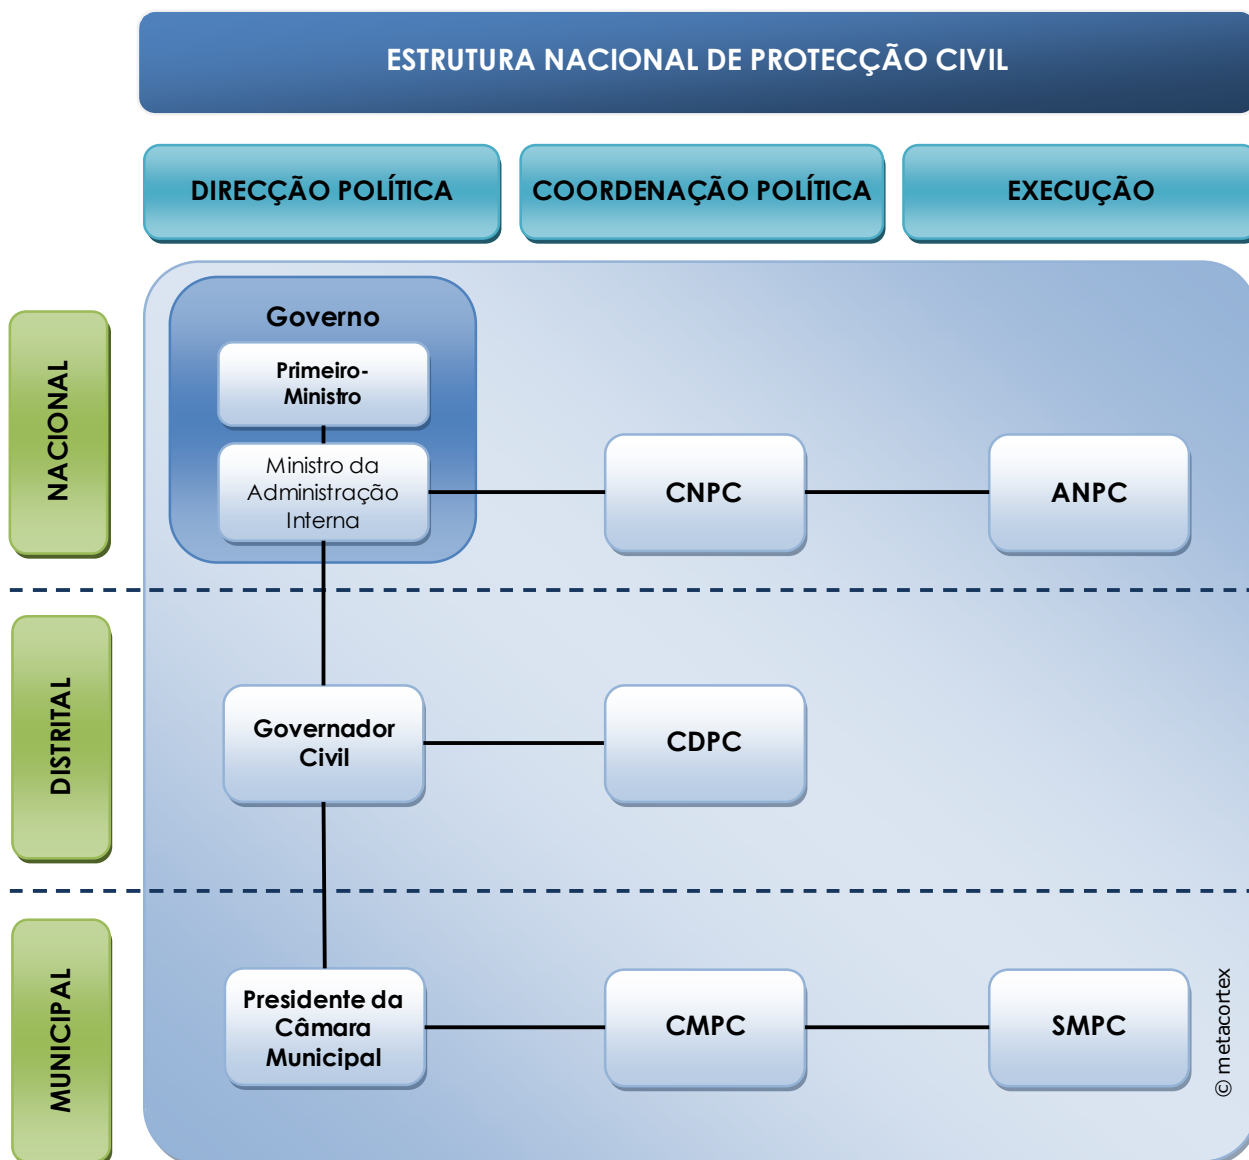 ESTRUTURA NACIONAL DE PROTECÇÃO CIVIL
DIRECÇÃO POLÍTICA
COORDENAÇÃO POLÍTICA
EXECUÇÃO
NACIONAL
Governo
Primeiro-
Ministro
Ministro da
Administração
Interna
CNPC
ANPC
DISTRITAL
Governador
Civil
CDPC
MUNICIPAL
Presidente da
Câmara
Municipal
CMPC
SMPC
© metacortex